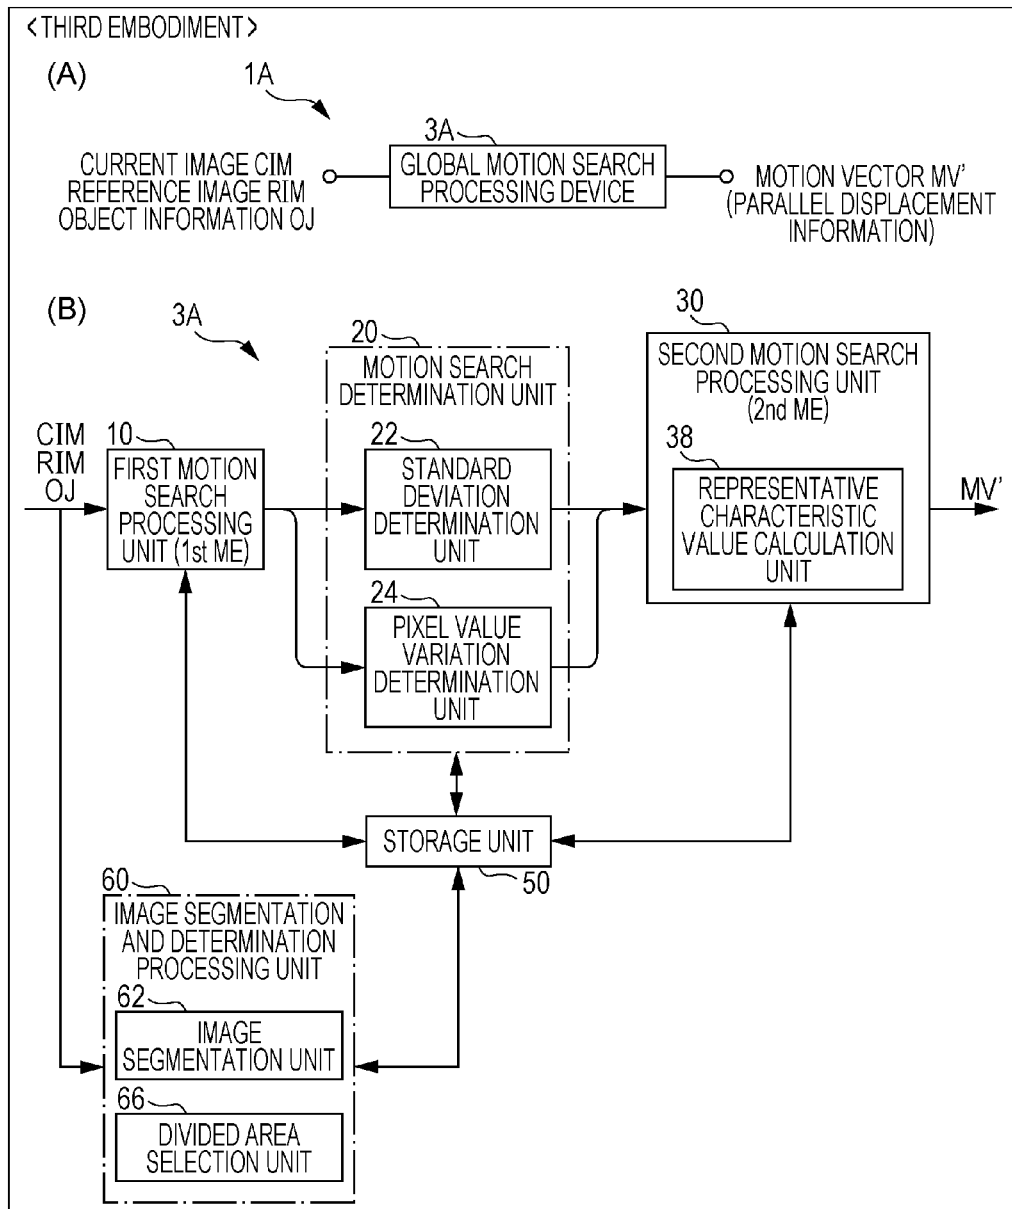 <THIRD EMBODIMENT>
(A)
1A
3A
CURRENT IMAGE CIM
REFERENCE IMAGE RIM
OBJECT INFORMATION OJ
GLOBAL MOTION SEARCH
PROCESSING DEVICE
MOTION VECTOR MV'
(PARALLEL DISPLACEMENT
INFORMATION)
(B)
3A
20
MOTION SEARCH
DETERMINATION UNIT
30
SECOND MOTION SEARCH
PROCESSING UNIT
(2nd ME)
CIM
RIM
OJ
10
FIRST MOTION
SEARCH
PROCESSING
UNIT (1st ME)
22
STANDARD
DEVIATION
DETERMINATION
UNIT
38
REPRESENTATIVE
CHARACTERISTIC
VALUE CALCULATION
UNIT
MV'
24
PIXEL VALUE
VARIATION
DETERMINATION
UNIT
STORAGE UNIT
50
60
IMAGE SEGMENTATION
AND DETERMINATION
PROCESSING UNIT
62
IMAGE
SEGMENTATION UNIT
66
DIVIDED AREA
SELECTION UNIT